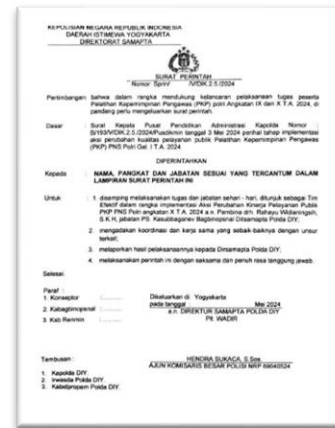 KEPOLISIAN NEGARA REPUBLIK INDONESIA
DAERAH ISTIMEWA YOGYAKARTA
DIREKTORAT SAMAPTA
SURAT PERINTAH
Nomor Sprin/ /V/DIK.2.5./2024
Pertimbangan: bahwa dalam rangka mendukung kelancaran pelaksanaan tugas peserta
Pelatihan Kepemimpinan Pengawas (PKP) polri Angkatan IX dan X T.A. 2024, di
pandang perlu mengeluarkan surat perintah.
Dasar : Surat Kepala Pusat Pendidikan Administrasi Kapolda Nomor :
B/193/V/DIK.2.5./2024/Pusdikmin tanggal 3 Mei 2024 perihal tahap implementasi
aksi perubahan kualitas pelayanan publik Pelatihan Kepemimpinan Pengawas
(PKP) PNS Polri Gel. I T.A. 2024
DIPERINTAHKAN
Kepada : NAMA, PANGKAT DAN JABATAN SESUAI YANG TERCANTUM DALAM
LAMPIRAN SURAT PERINTAH INI
Untuk : 1. disamping melaksanakan tugas dan jabatan sehari - hari, ditunjuk sebagai Tim
Efektif dalam rangka implementasi Aksi Perubahan Kinerja Pelayanan Publik
PKP PNS Polri angkatan X T.A. 2024 a.n. Pembina drh. Rahayu Widianingsih,
S.K.H, jabatan PS. Kasubbagrenv Bagbinopsnal Ditsamapta Polda DIY;
2. mengadakan koordinasi dan kerja sama yang sebaik-baiknya dengan unsur
terkait;
3. melaporkan hasil pelaksanaannya kepada Dirsamapta Polda DIY;
4. melaksanakan perintah ini dengan saksama dan penuh rasa tanggung jawab.
Selesai.
Paraf :
1. Konseptor :..........
2. Kabagbinopsnal :..........
3. Ksb Renmin :..........
Dikeluarkan di Yogyakarta
pada tanggal Mei 2024
a.n. DIREKTUR SAMAPTA POLDA DIY
Plt. WADIR
Tembusan :
1. Kapolda DIY.
2. Irwasda Polda DIY.
3. Kabidpropam Polda DIY.
HENDRA SUKACA, S.Sos.
AJUN KOMISARIS BESAR POLISI NRP 69040524